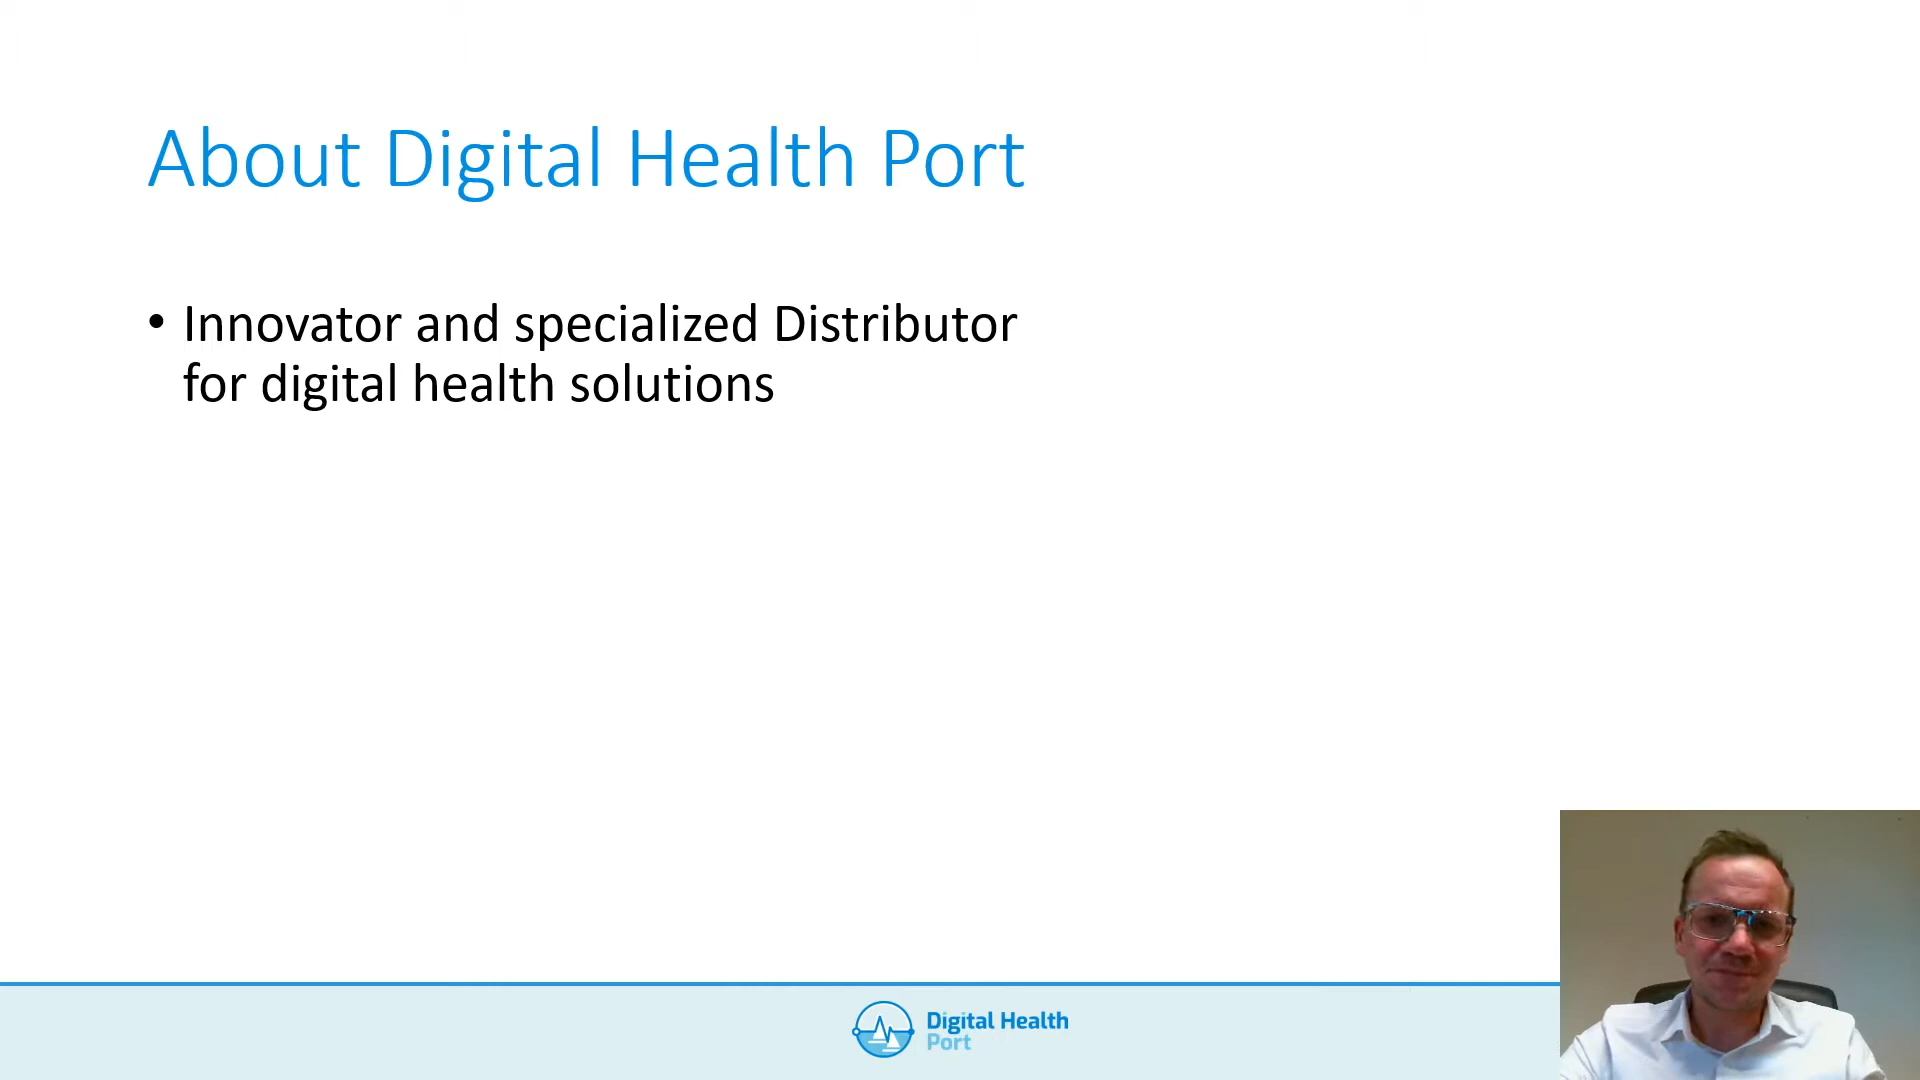 About Digital Health Port
• Innovator and specialized Distributor
for digital health solutions
Digital Health
Port